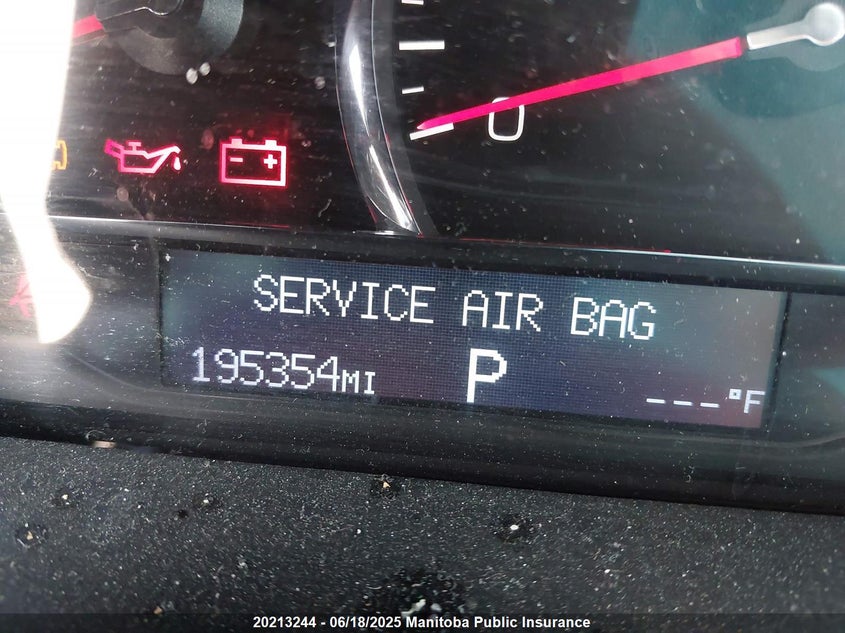 0
SERVICE AIR BAG
195354MI P ---°F
20213244 - 06/18/2025 Manitoba Public Insurance